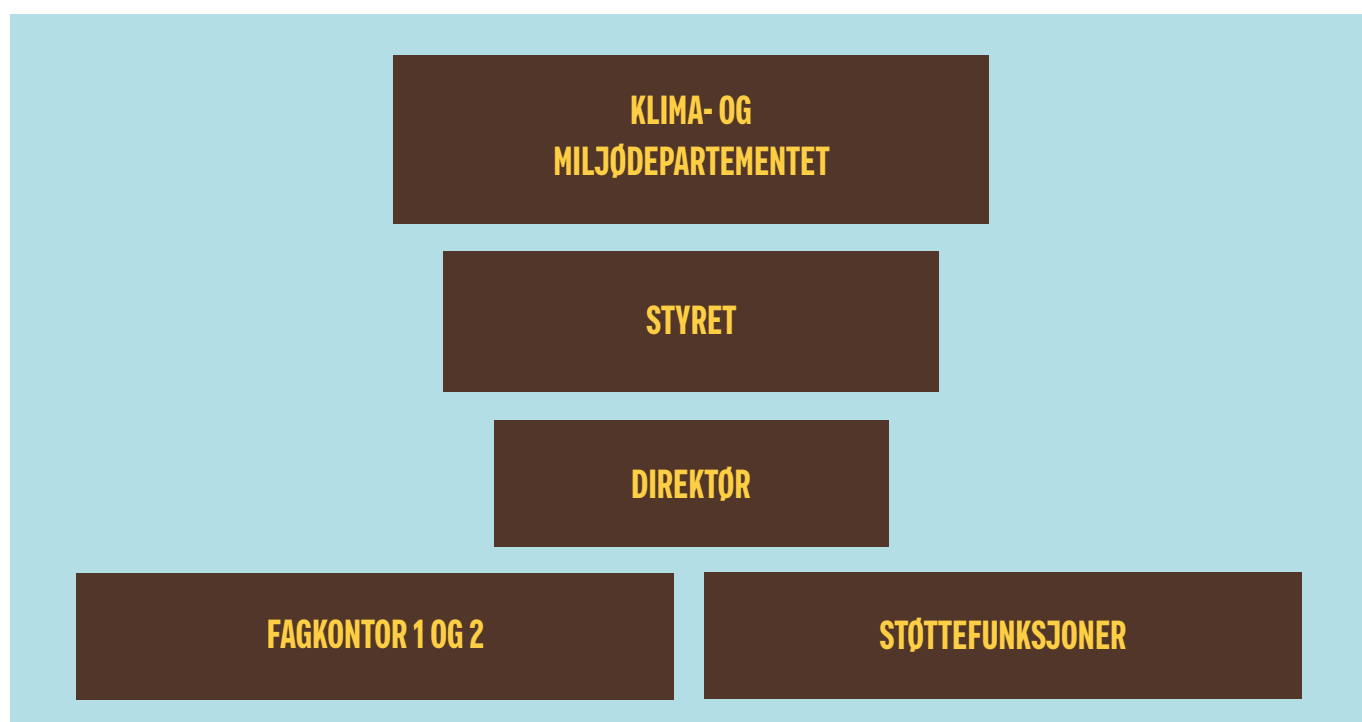 KLIMA- OG
MILJØDEPARTEMENTET
STYRET
DIREKTØR
FAGKONTOR 1 OG 2
STØTTEFUNKSJONER